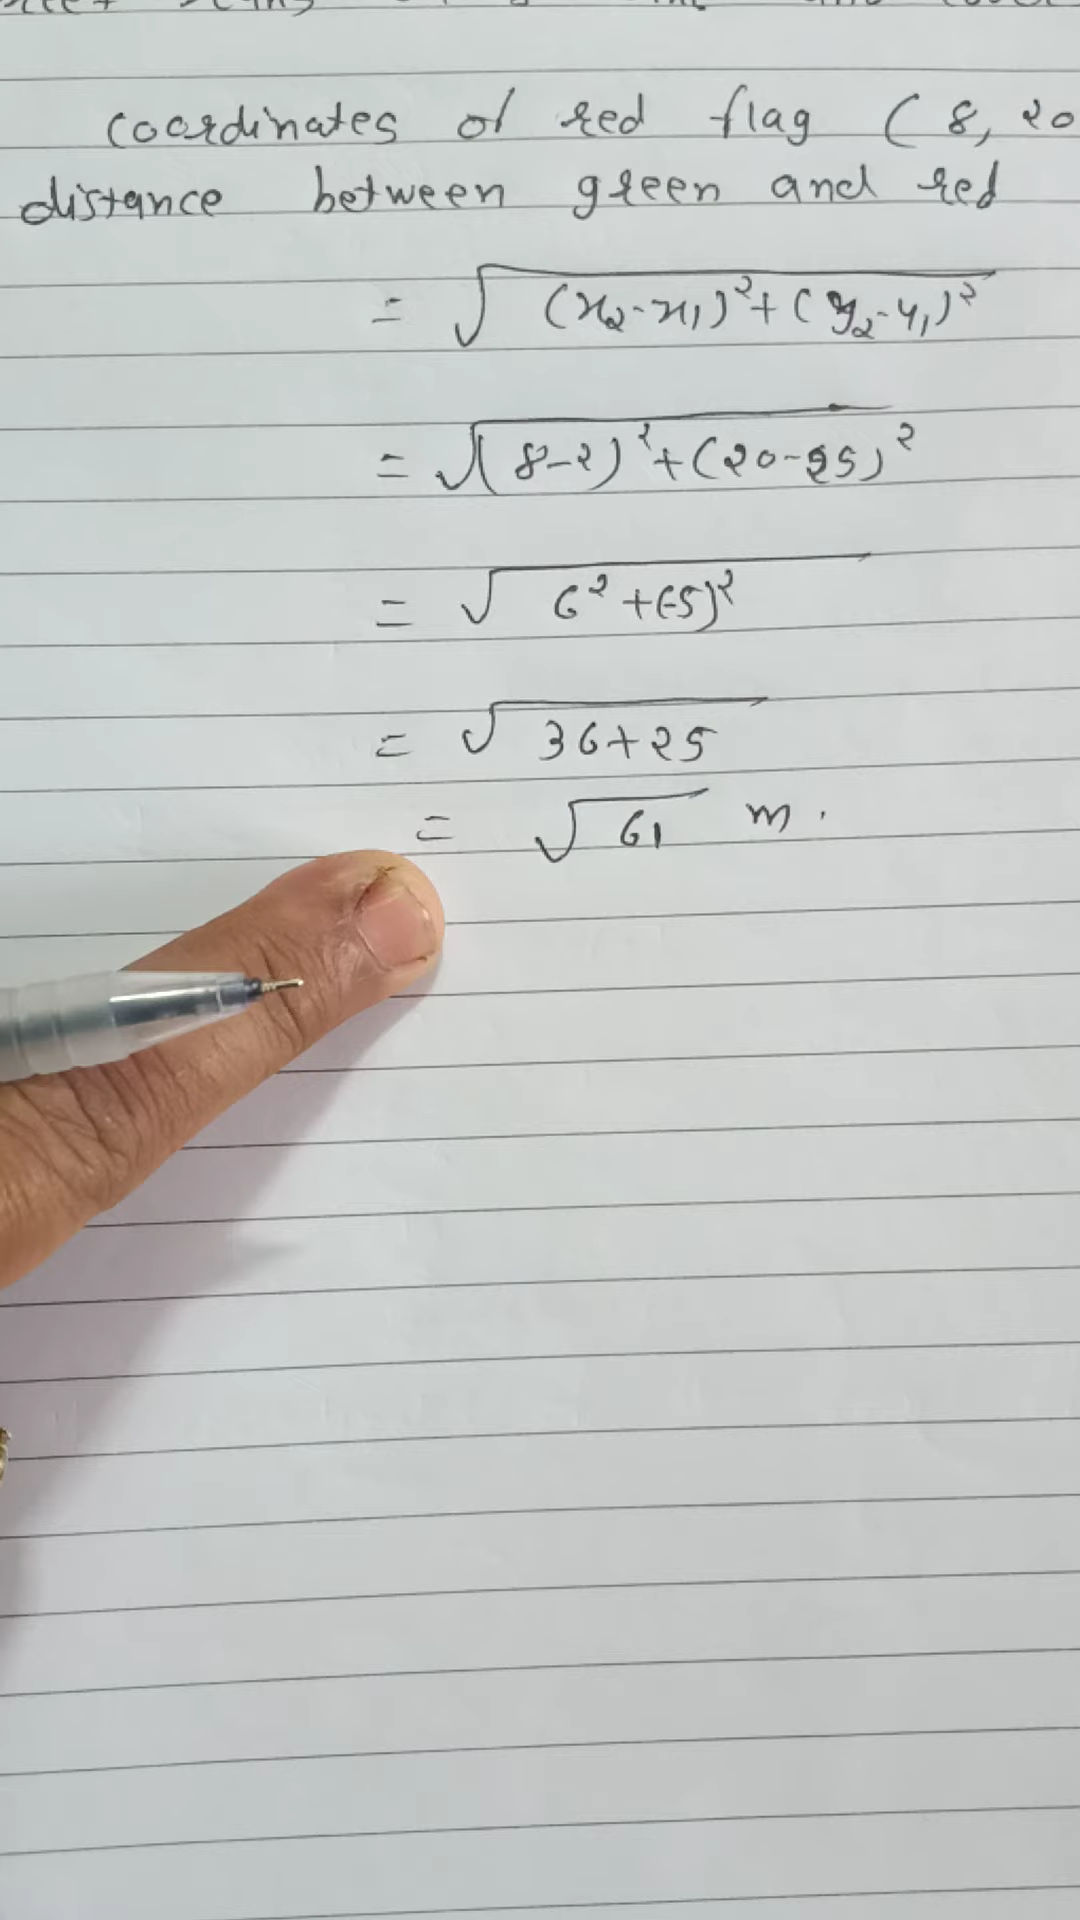 coordinates of red flag ( 8, 20
distance between green and red
= √(x₂-x₁)²+(y₂-y₁)²
= √(8-2)²+(20-25)²
= √6²+(-5)²
= √36+25
= √61 m.